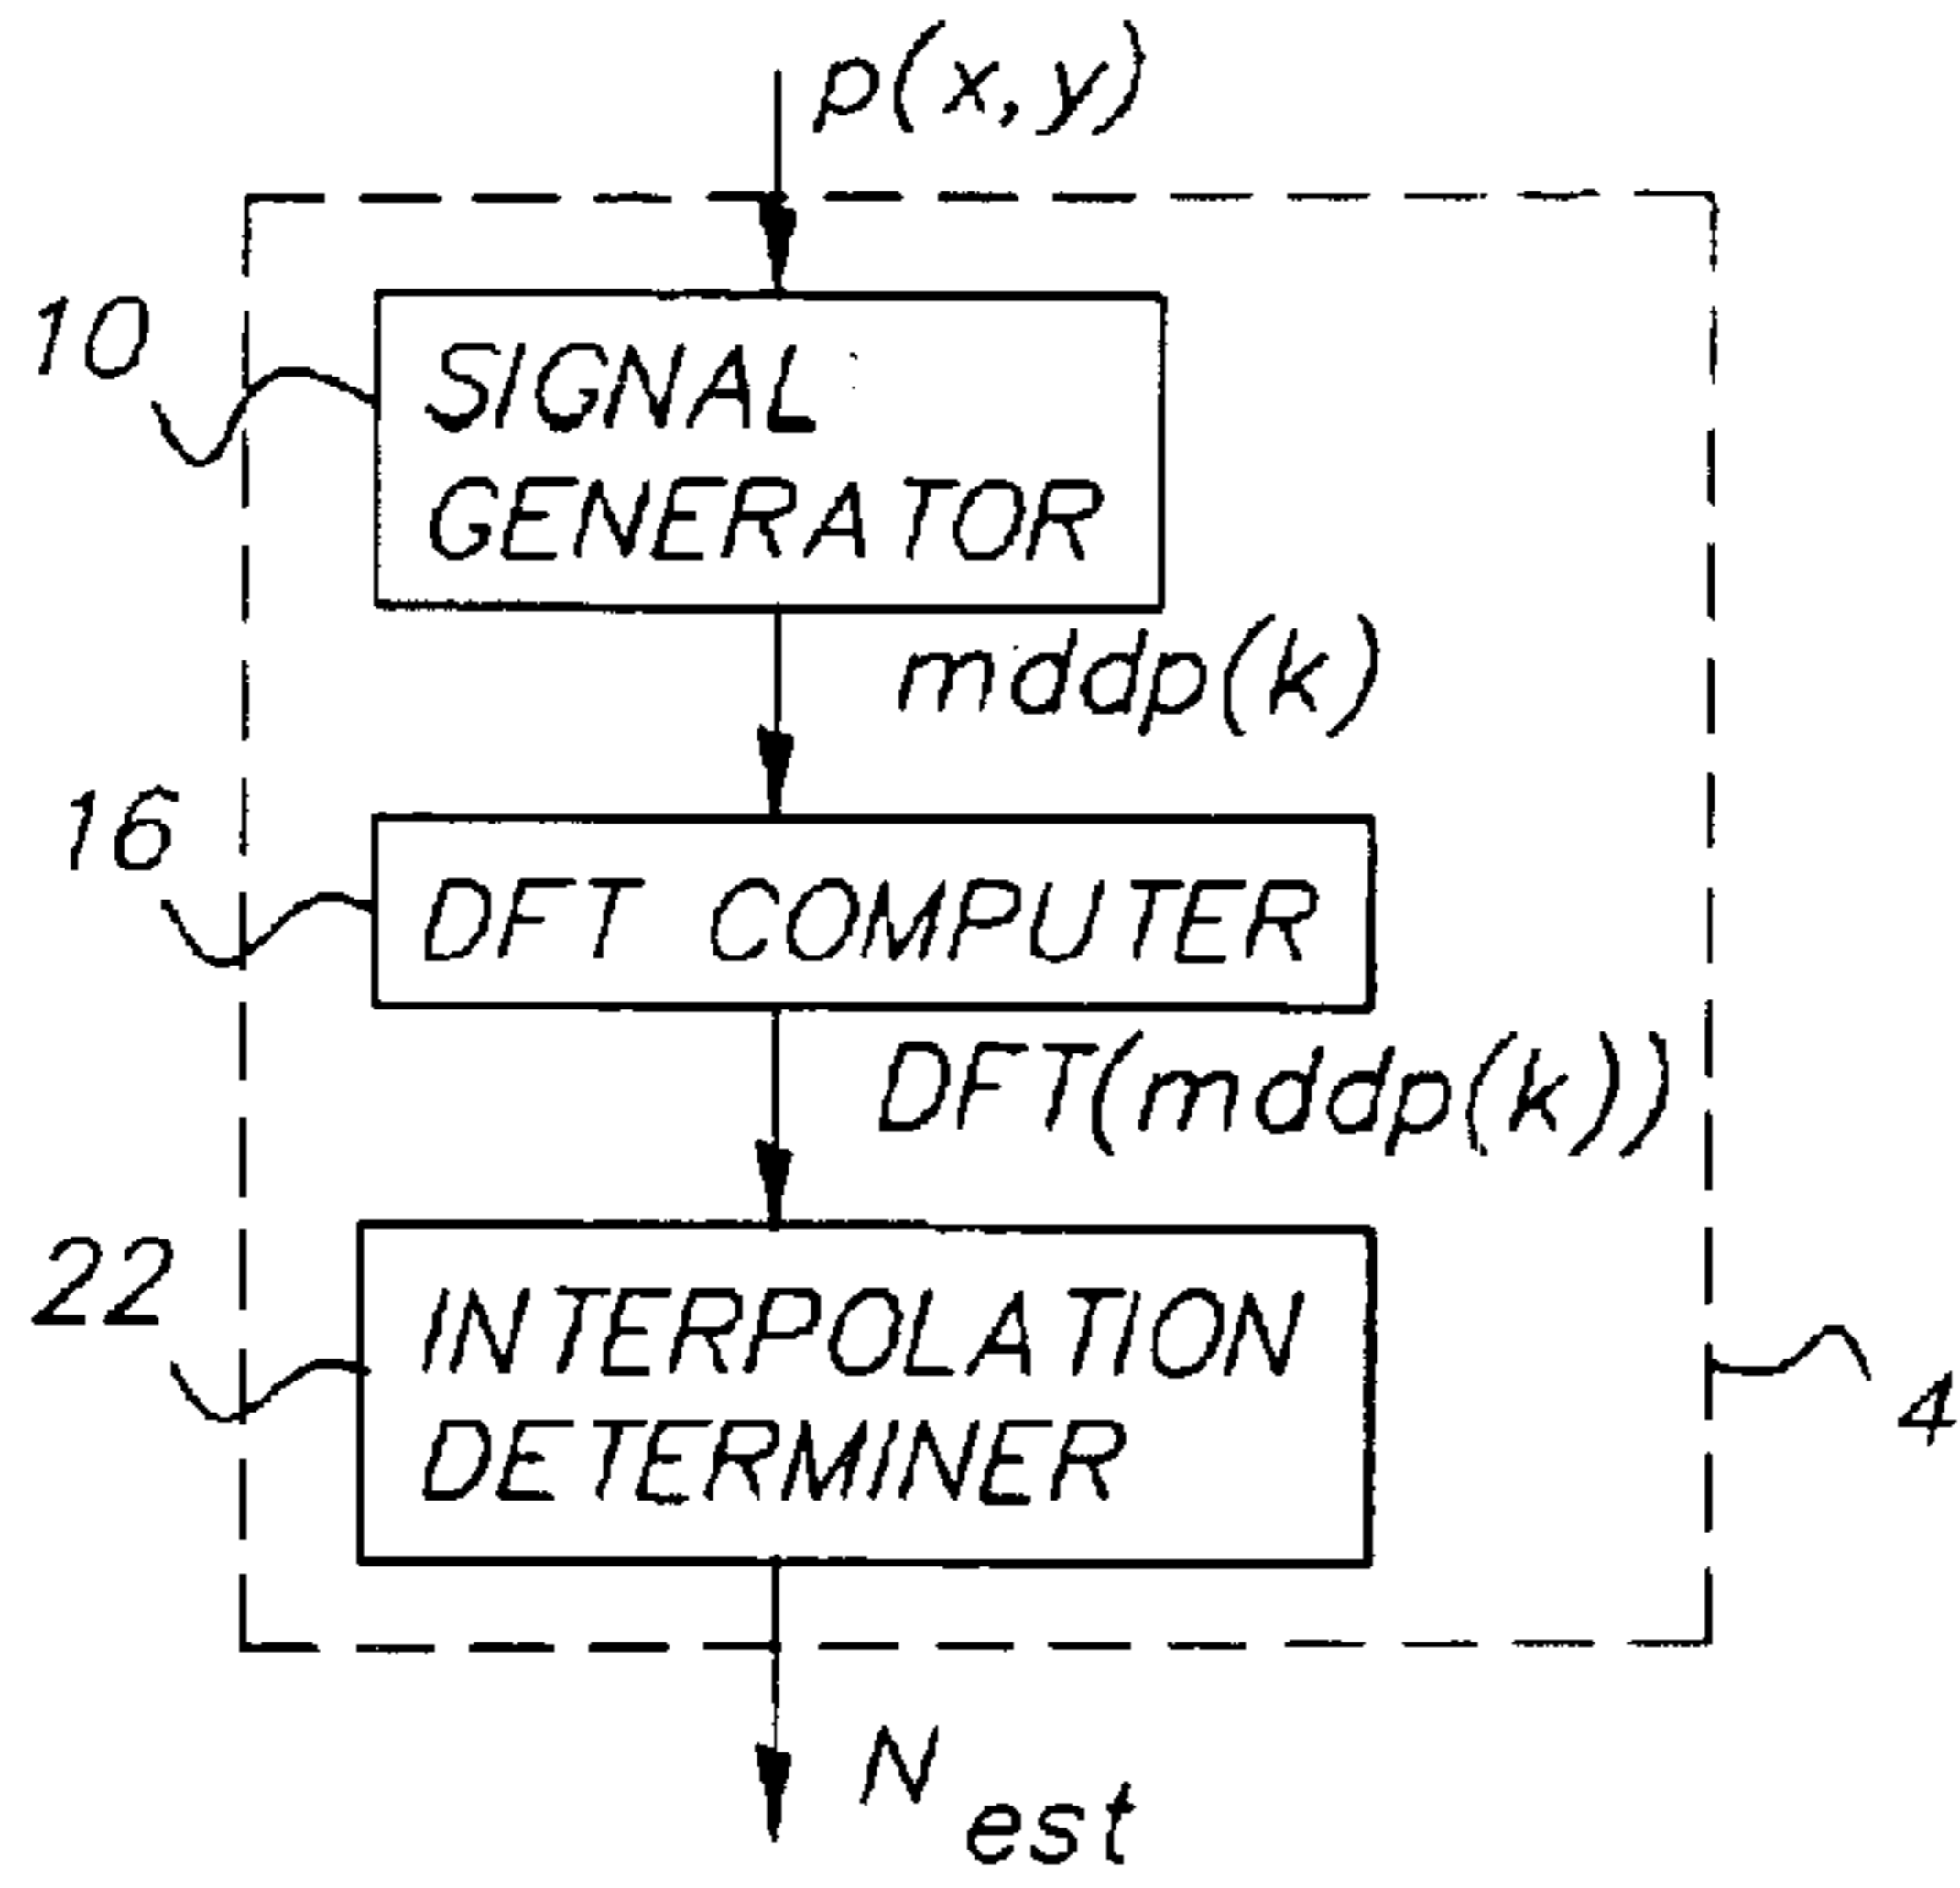 p(x,y)
10
SIGNAL
GENERATOR
mddp(k)
16
DFT COMPUTER
DFT(mddp(k))
22
INTERPOLATION
DETERMINER
4
N est